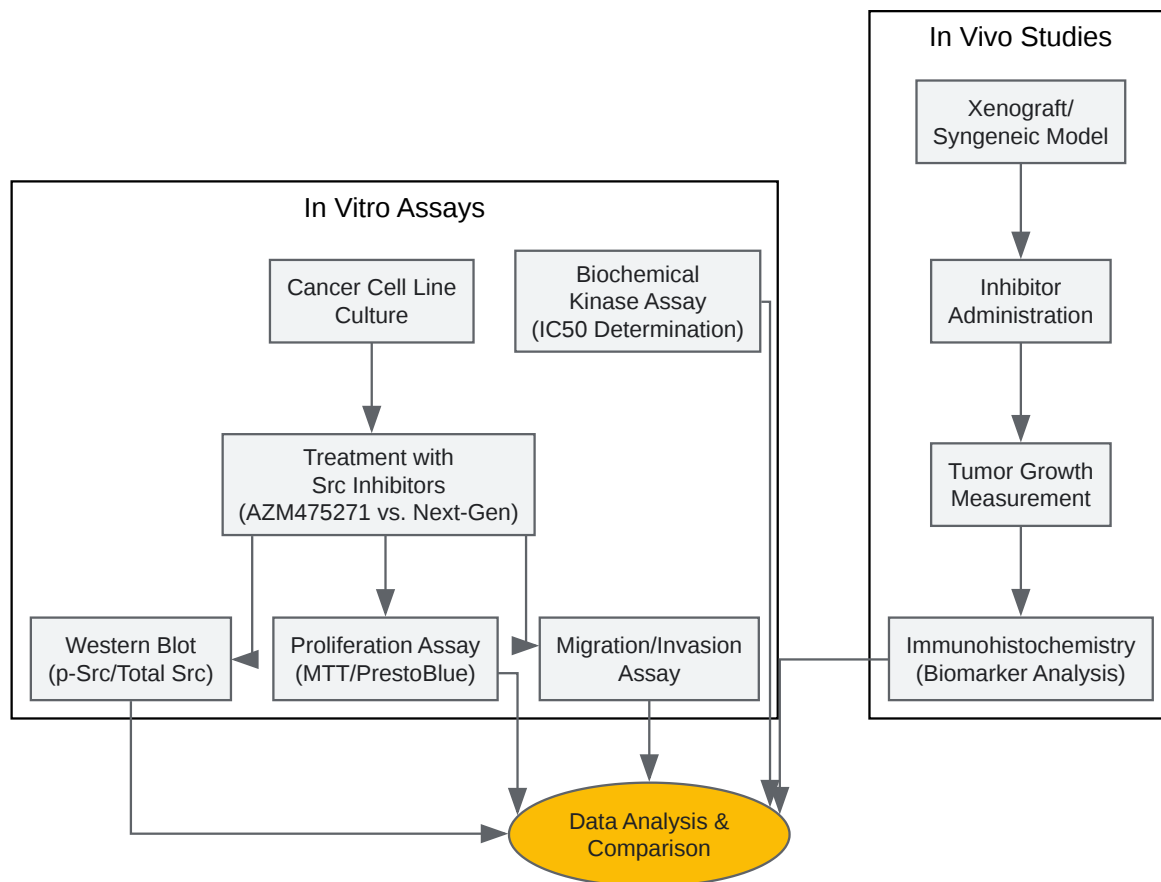 In Vitro Assays
Cancer Cell Line
Culture
Biochemical
Kinase Assay
(IC50 Determination)
Treatment with
Src Inhibitors
(AZM475271 vs. Next-Gen)
Western Blot
(p-Src/Total Src)
Proliferation Assay
(MTT/PrestoBlue)
Migration/Invasion
Assay
In Vivo Studies
Xenograft/
Syngeneic Model
Inhibitor
Administration
Tumor Growth
Measurement
Immunohistochemistry
(Biomarker Analysis)
Data Analysis &
Comparison